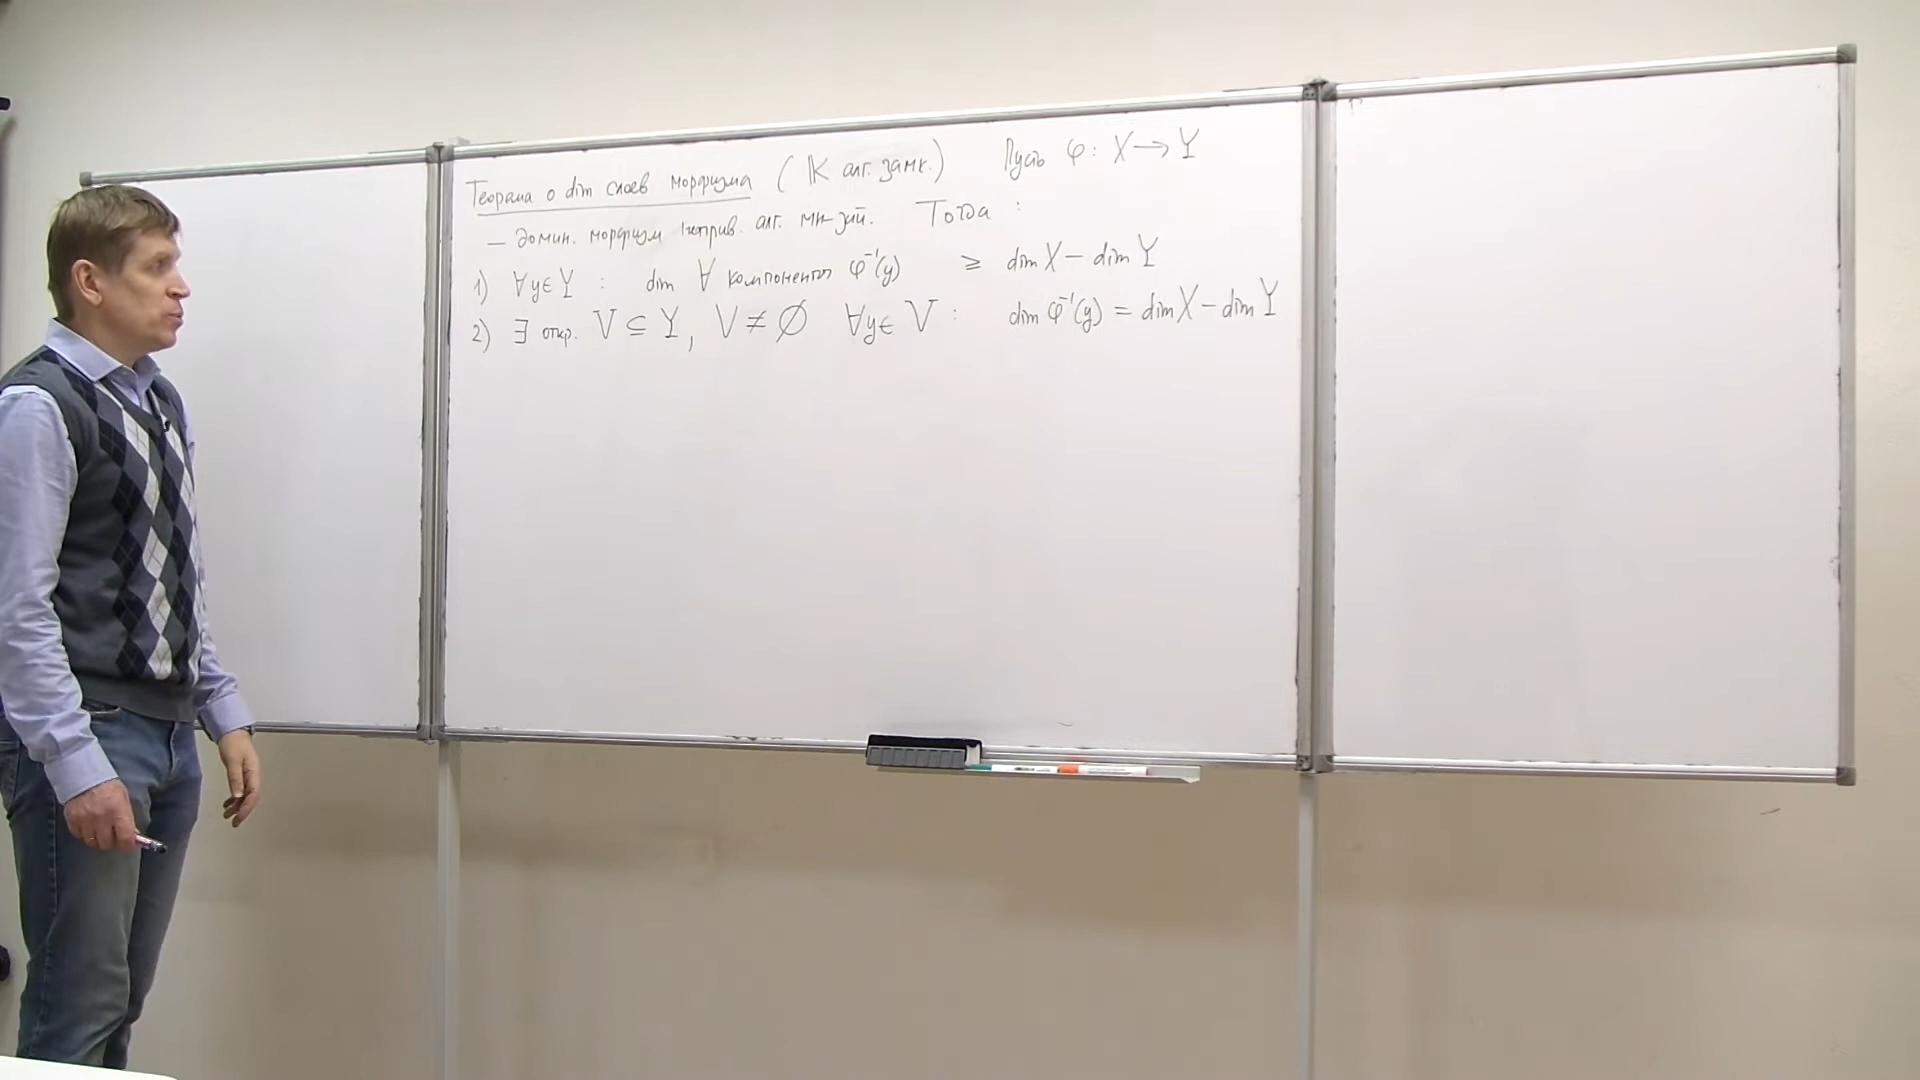 Теорема о dim слоев морфизма (𝕂 алг. замк.) Пусть φ: X → Y
— домин. морфизм неприв. алг. мн-зий. Тогда :
1) ∀y∈Y : dim ∀ компоненты φ⁻¹(y) ≥ dim X − dim Y
2) ∃ откр. V ⊆ Y, V ≠ ∅ ∀y∈V : dim φ⁻¹(y) = dim X − dim Y